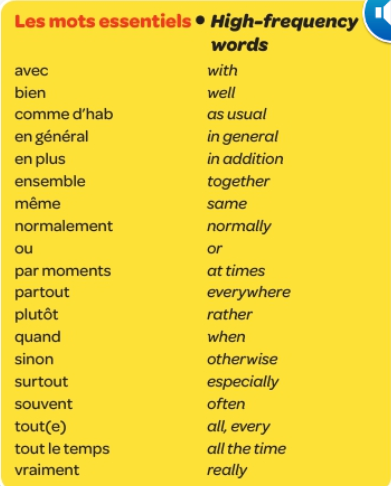 Les mots essentiels • High-frequency words
avec with
bien well
comme d'hab as usual
en général in general
en plus in addition
ensemble together
même same
normalement normally
ou or
par moments at times
partout everywhere
plutôt rather
quand when
sinon otherwise
surtout especially
souvent often
tout(e) all, every
tout le temps all the time
vraiment really